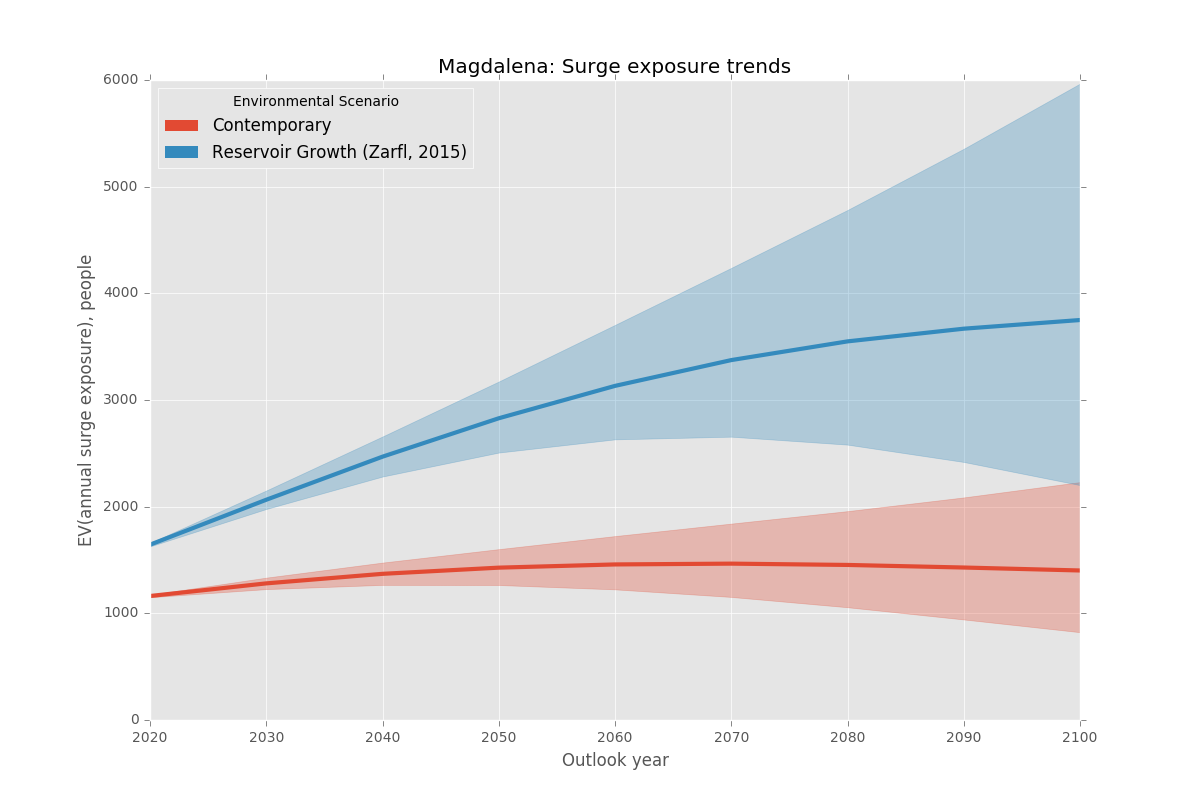 Magdalena: Surge exposure trends
Environmental Scenario
Contemporary
Reservoir Growth (Zarfl, 2015)
EV(annual surge exposure), people
6000
5000
4000
3000
2000
1000
0
2020 2030 2040 2050 2060 2070 2080 2090 2100
Outlook year